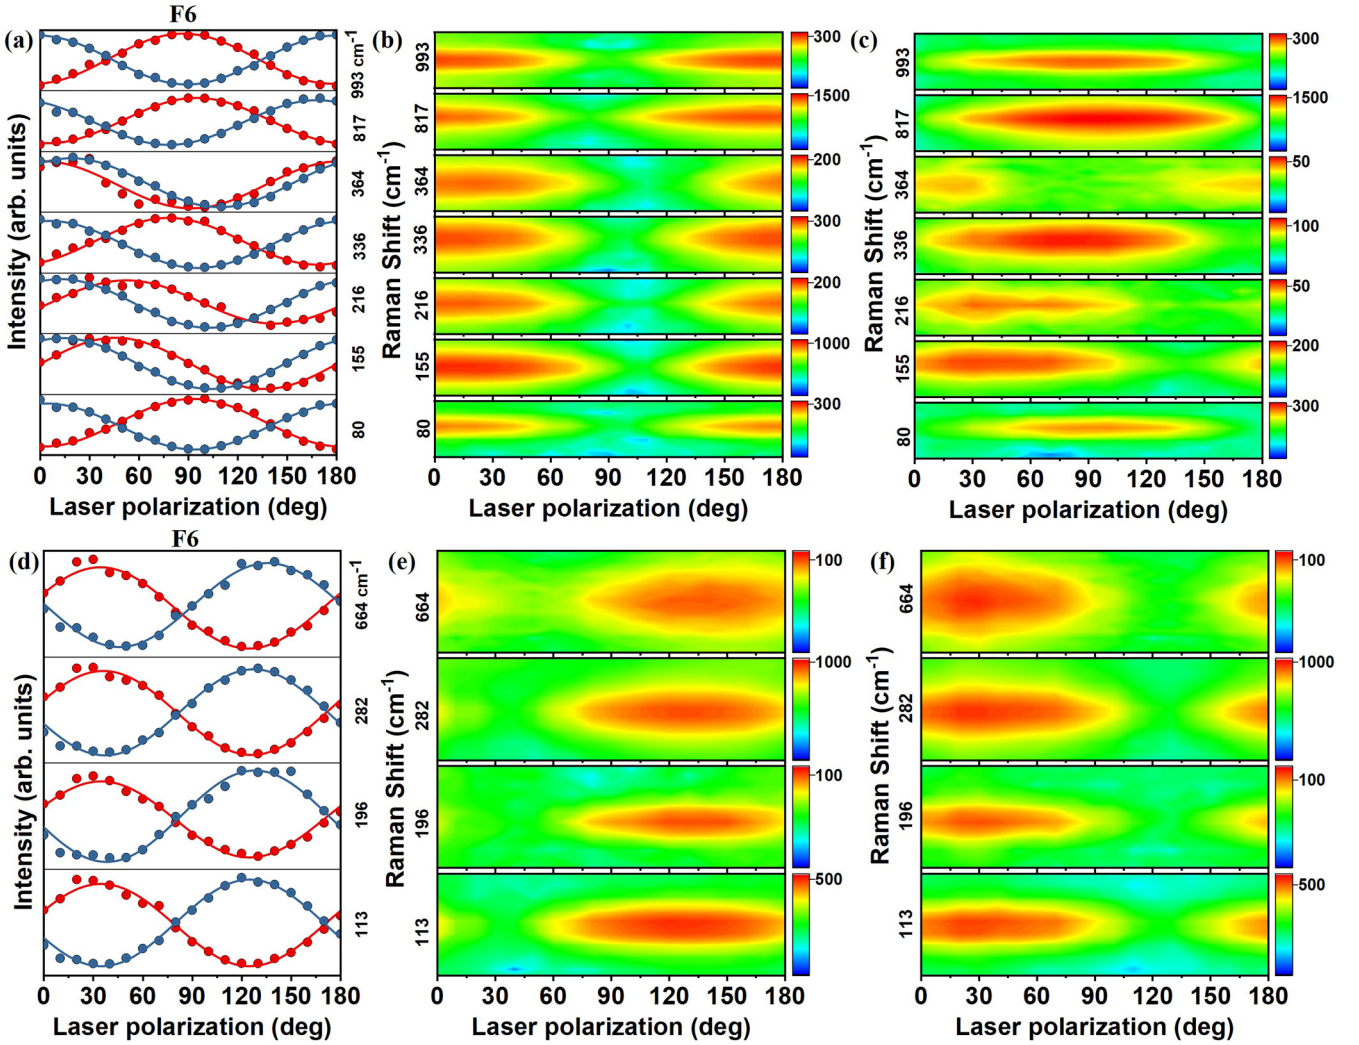 F6
(a)
993 cm-1
817
364
336
216
155
80
Intensity (arb. units)
0 30 60 90 120 150 180
Laser polarization (deg)
(b)
993
817
364
336
216
155
80
Raman Shift (cm-1)
300
1500
200
300
200
1000
300
0 30 60 90 120 150 180
Laser polarization (deg)
(c)
993
817
364
336
216
155
80
Raman Shift (cm-1)
300
1500
50
100
50
200
300
0 30 60 90 120 150 180
Laser polarization (deg)
F6
(d)
664 cm-1
282
196
113
Intensity (arb. units)
0 30 60 90 120 150 180
Laser polarization (deg)
(e)
664
282
196
113
Raman Shift (cm-1)
100
1000
100
500
0 30 60 90 120 150 180
Laser polarization (deg)
(f)
664
282
196
113
Raman Shift (cm-1)
100
1000
100
500
0 30 60 90 120 150 180
Laser polarization (deg)